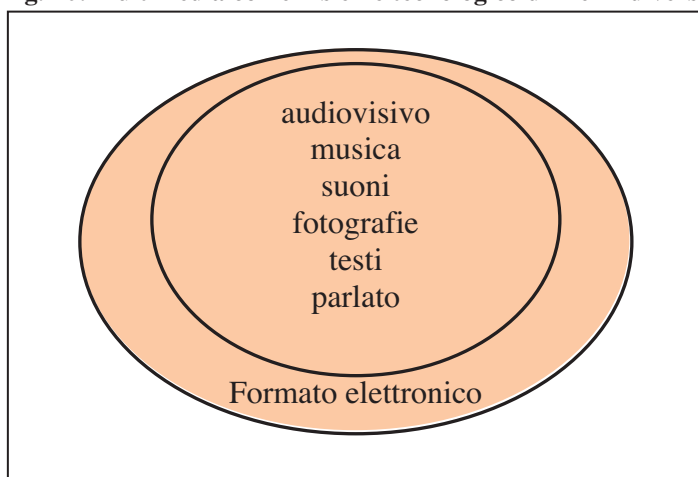 audiovisivo
musica
suoni
fotografie
testi
parlato
Formato elettronico